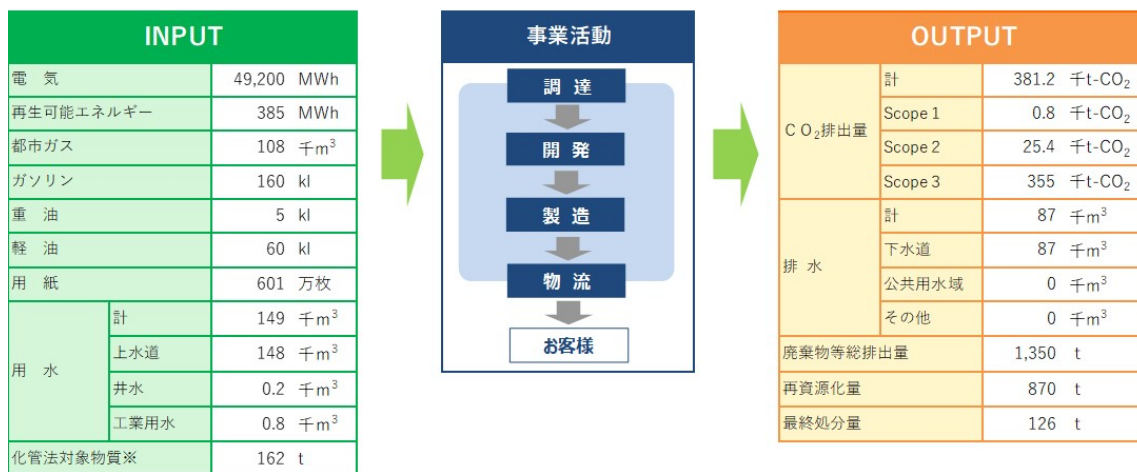 INPUT
電 気 49,200 MWh
再生可能エネルギー 385 MWh
都市ガス 108 千m³
ガソリン 160 kl
重 油 5 kl
軽 油 60 kl
用 紙 601 万枚
用 水 計 149 千m³
上水道 148 千m³
井水 0.2 千m³
工業用水 0.8 千m³
化管法対象物質※ 162 t
事業活動
調 達
開 発
製 造
物 流
お客様
OUTPUT
CO₂排出量 計 381.2 千t-CO₂
Scope 1 0.8 千t-CO₂
Scope 2 25.4 千t-CO₂
Scope 3 355 千t-CO₂
排 水 計 87 千m³
下水道 87 千m³
公共用水域 0 千m³
その他 0 千m³
廃棄物等総排出量 1,350 t
再資源化量 870 t
最終処分量 126 t